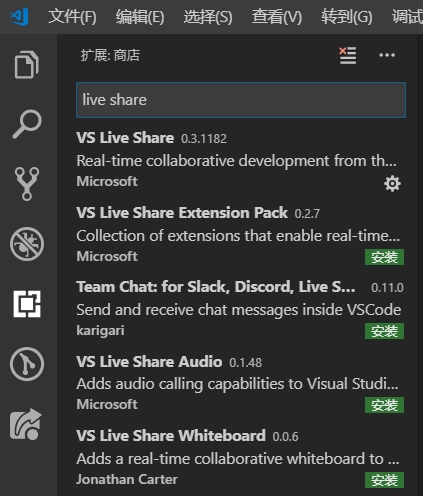 文件(F) 编辑(E) 选择(S) 查看(V) 转到(G) 调试
扩展: 商店
live share
VS Live Share 0.3.1182
Real-time collaborative development from th...
Microsoft
VS Live Share Extension Pack 0.2.7
Collection of extensions that enable real-time...
Microsoft 安装
Team Chat: for Slack, Discord, Live S... 0.11.0
Send and receive chat messages inside VSCode
karigari 安装
VS Live Share Audio 0.1.48
Adds audio calling capabilities to Visual Studi...
Microsoft 安装
VS Live Share Whiteboard 0.0.6
Adds a real-time collaborative whiteboard to ...
Jonathan Carter 安装